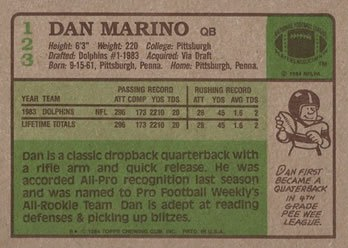 123
DAN MARINO QB
Height: 6'3" Weight: 220 College: Pittsburgh
Drafted: Dolphins #1-1983 Acquired: Via Draft
Born: 9-15-61, Pittsburgh, Penna. Home: Pittsburgh, Penna.
© 1984 NFLPA
PASSING RECORD RUSHING RECORD
YEAR TEAM ATT COMP YDS TDS ATT YDS AVG TDS
1983 DOLPHINS NFL 296 173 2210 20 28 45 1.6 2
LIFETIME TOTALS 296 173 2210 20 28 45 1.6 2
Dan is a classic dropback quarterback with
a rifle arm and quick release. He was
accorded All-Pro recognition last season
and was named to Pro Football Weekly's
All-Rookie Team. Dan is adept at reading
defenses & picking up blitzes.
DAN FIRST
BECAME A
QUATERBACK
IN 4TH
GRADE
PEE WEE
LEAGUE.
© 1984 TOPPS CHEWING GUM, INC. PRTD. IN U.S.A.